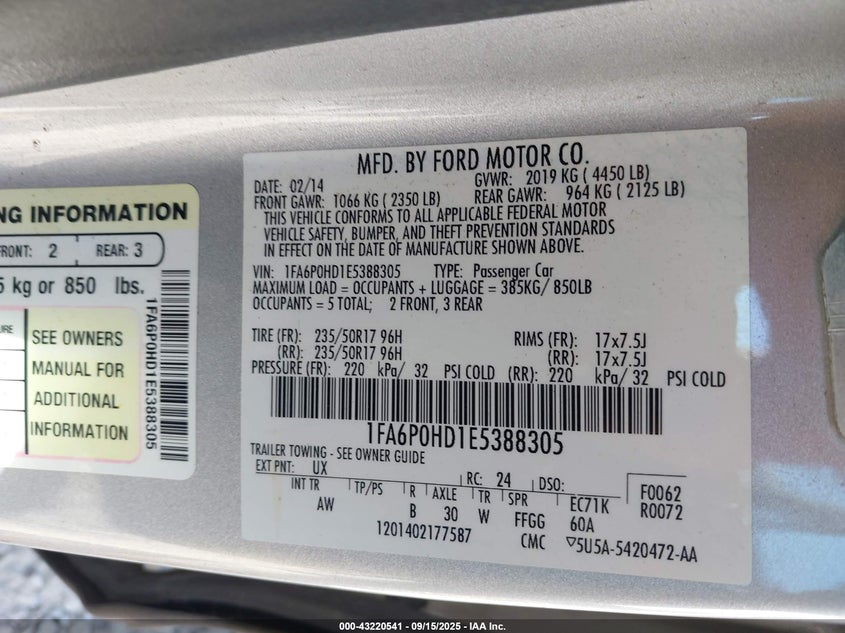 MFD. BY FORD MOTOR CO.
DATE: 02/14 GVWR: 2019 KG ( 4450 LB)
FRONT GAWR: 1066 KG ( 2350 LB) REAR GAWR: 964 KG ( 2125 LB)
THIS VEHICLE CONFORMS TO ALL APPLICABLE FEDERAL MOTOR
VEHICLE SAFETY, BUMPER, AND THEFT PREVENTION STANDARDS
IN EFFECT ON THE DATE OF MANUFACTURE SHOWN ABOVE.
VIN: 1FA6P0HD1E5388305 TYPE: Passenger Car
MAXIMUM LOAD = OCCUPANTS + LUGGAGE = 385KG/ 850LB
OCCUPANTS = 5 TOTAL; 2 FRONT, 3 REAR
TIRE (FR): 235/50R17 96H RIMS (FR): 17x7.5J
(RR): 235/50R17 96H (RR): 17x7.5J
PRESSURE (FR): 220 kPa/ 32 PSI COLD (RR): 220 kPa/ 32 PSI COLD
1FA6P0HD1E5388305
TRAILER TOWING - SEE OWNER GUIDE
EXT PNT: UX RC: 24 DSO: F0062
INT TR TP/PS R AXLE TR SPR EC71K R0072
AW B 30 W FFGG 60A
1201402177587 CMC 5U5A-5420472-AA
NG INFORMATION
FRONT: 2 REAR: 3
5 kg or 850 lbs.
SEE OWNERS
MANUAL FOR
ADDITIONAL
INFORMATION
1FA6P0HD1E5388305
000-43220541 - 09/15/2025 - IAA Inc.